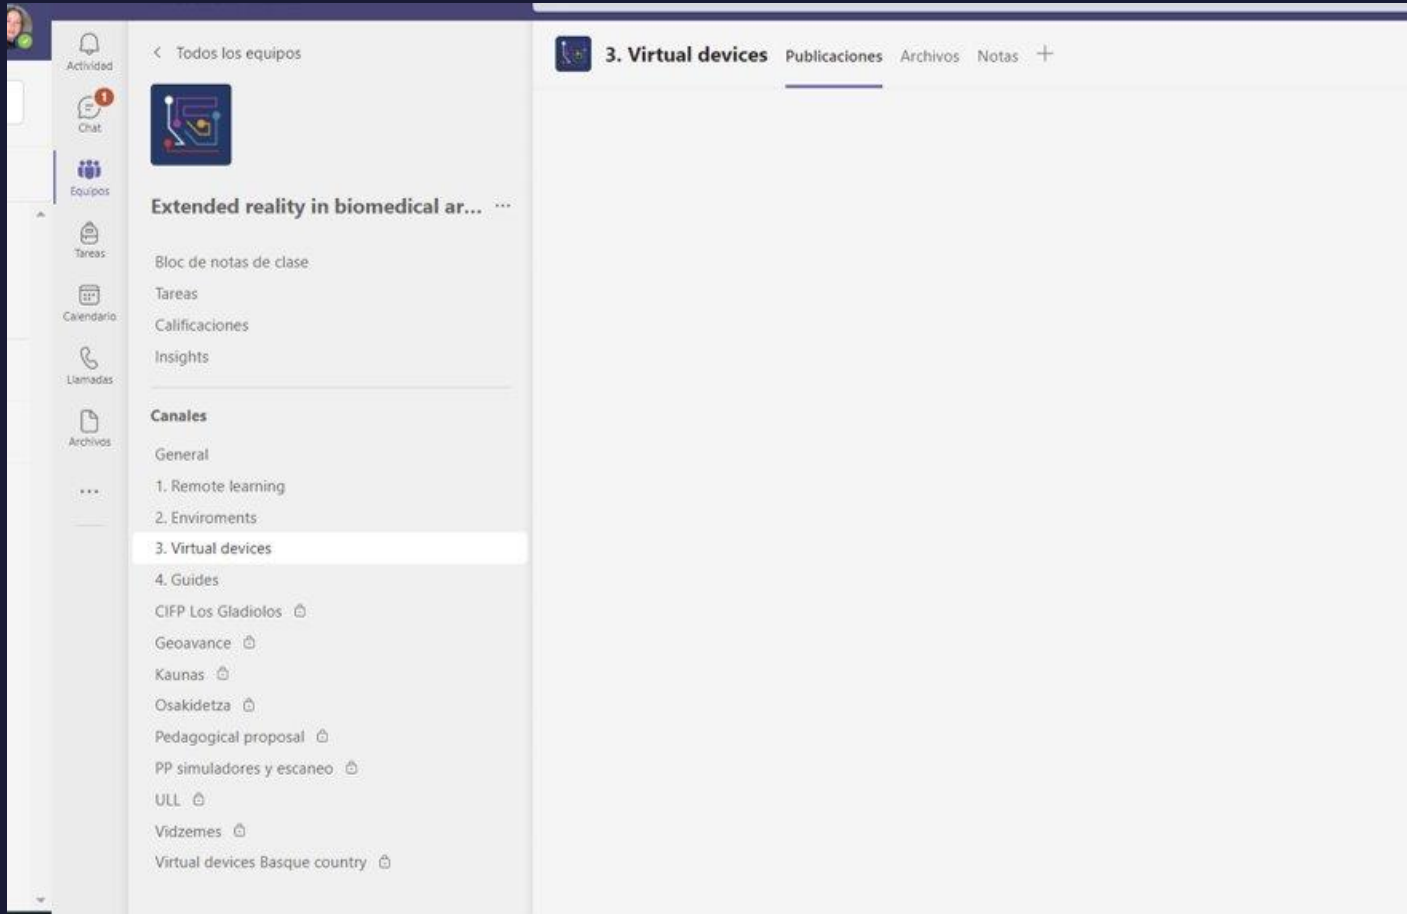 Actividad
1
Chat
Equipos
Tareas
Calendario
Llamadas
Archivos
Todos los equipos
Extended reality in biomedical ar...
Bloc de notas de clase
Tareas
Calificaciones
Insights
Canales
General
1. Remote learning
2. Enviroments
3. Virtual devices
4. Guides
CIFP Los Gladiolos
Geoavance
Kaunas
Osakidetza
Pedagogical proposal
PP simuladores y escaneo
ULL
Vidzemes
Virtual devices Basque country
3. Virtual devices Publicaciones Archivos Notas